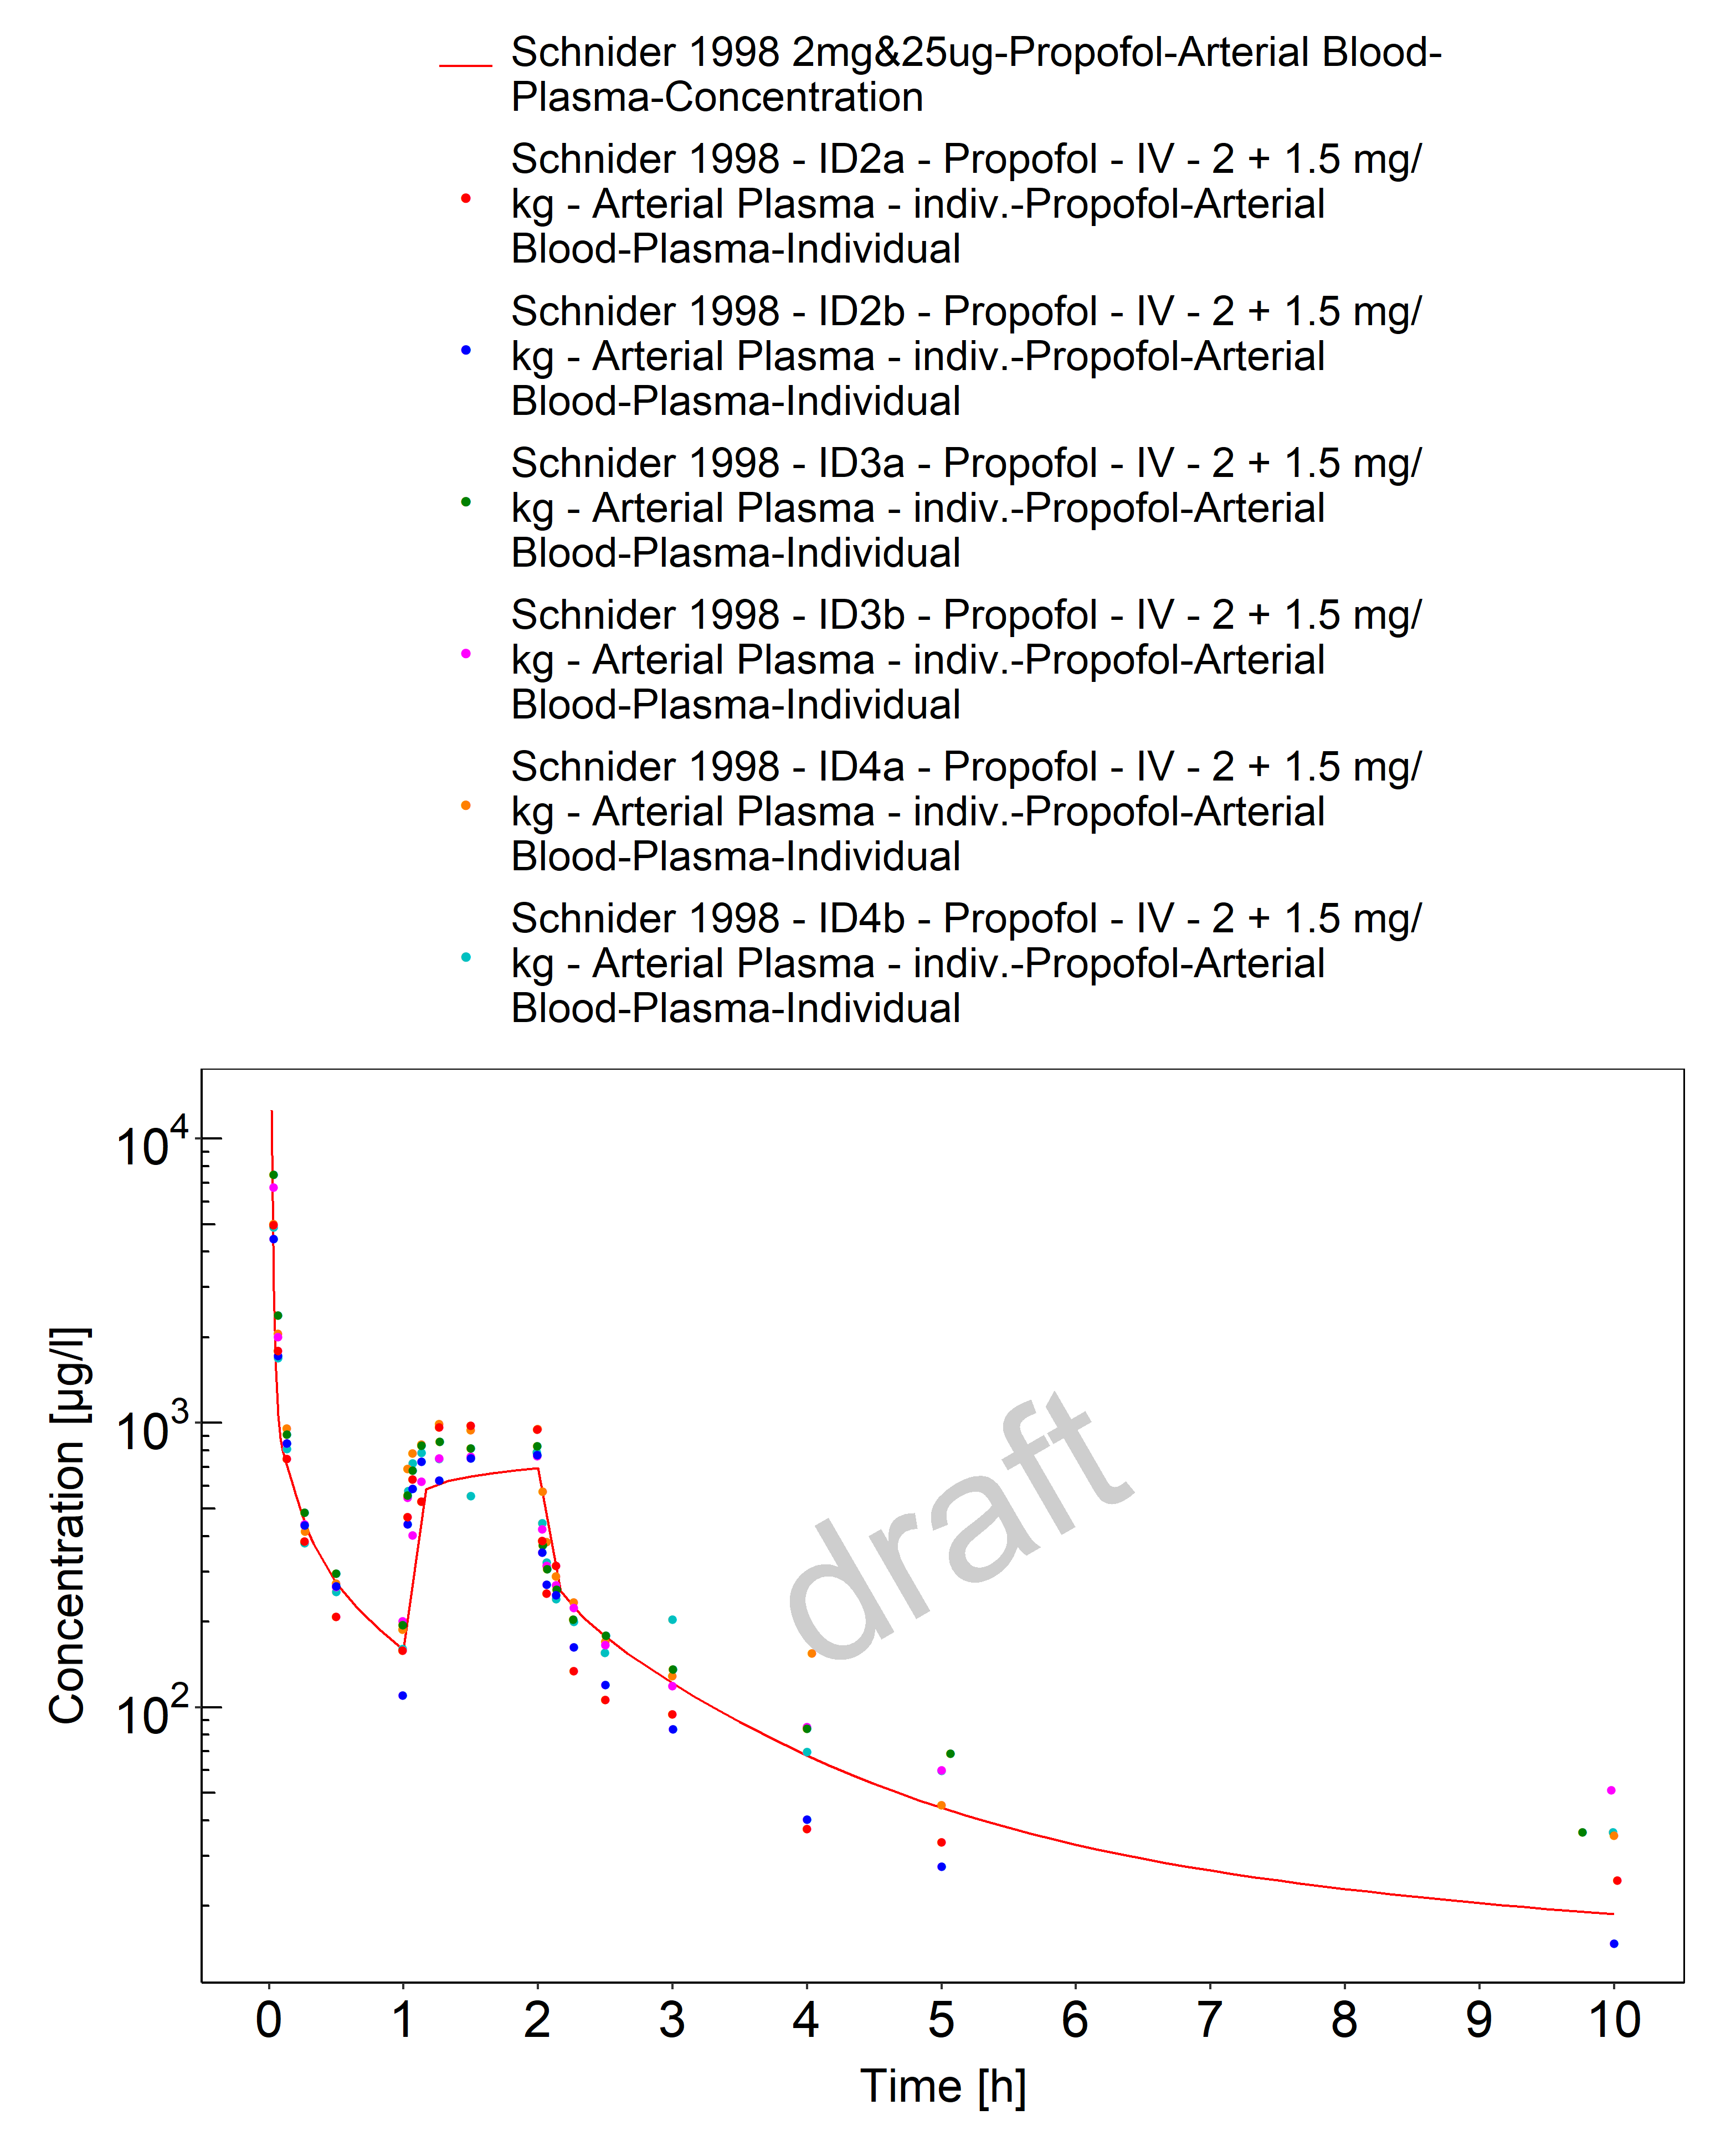 Schnider 1998 2mg&25ug-Propofol-Arterial Blood-
Plasma-Concentration
Schnider 1998 - ID2a - Propofol - IV - 2 + 1.5 mg/
kg - Arterial Plasma - indiv.-Propofol-Arterial
Blood-Plasma-Individual
Schnider 1998 - ID2b - Propofol - IV - 2 + 1.5 mg/
kg - Arterial Plasma - indiv.-Propofol-Arterial
Blood-Plasma-Individual
Schnider 1998 - ID3a - Propofol - IV - 2 + 1.5 mg/
kg - Arterial Plasma - indiv.-Propofol-Arterial
Blood-Plasma-Individual
Schnider 1998 - ID3b - Propofol - IV - 2 + 1.5 mg/
kg - Arterial Plasma - indiv.-Propofol-Arterial
Blood-Plasma-Individual
Schnider 1998 - ID4a - Propofol - IV - 2 + 1.5 mg/
kg - Arterial Plasma - indiv.-Propofol-Arterial
Blood-Plasma-Individual
Schnider 1998 - ID4b - Propofol - IV - 2 + 1.5 mg/
kg - Arterial Plasma - indiv.-Propofol-Arterial
Blood-Plasma-Individual
Concentration [µg/l]
10⁴
10³
10²
draft
0 1 2 3 4 5 6 7 8 9 10
Time [h]